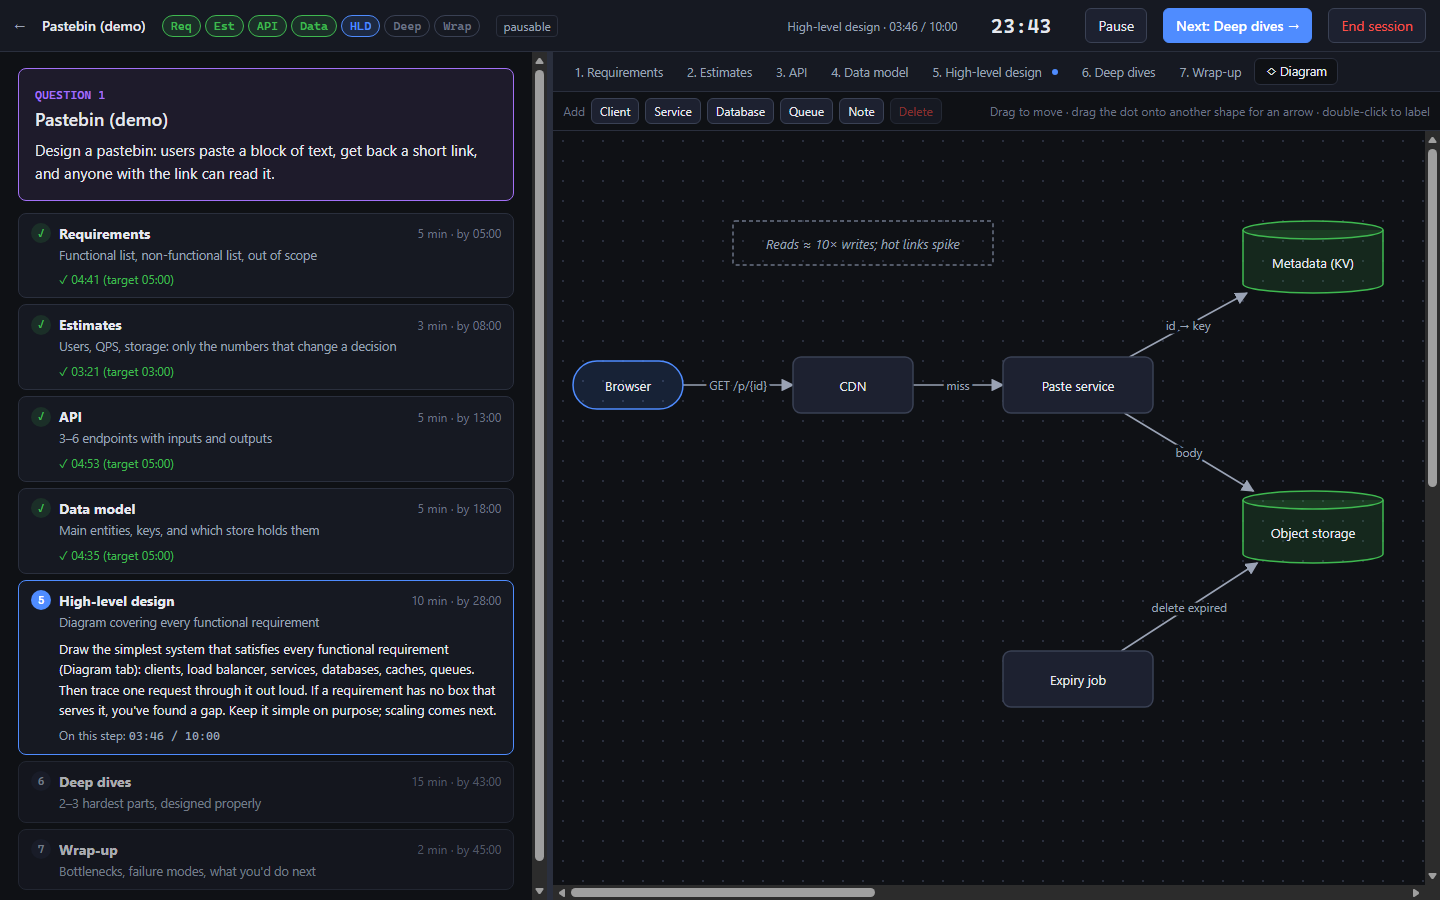 ← Pastebin (demo) Req Est API Data HLD Deep Wrap pausable High-level design · 03:46 / 10:00 23:43 Pause Next: Deep dives → End session
QUESTION 1
Pastebin (demo)
Design a pastebin: users paste a block of text, get back a short link,
and anyone with the link can read it.
✓ Requirements 5 min · by 05:00
Functional list, non-functional list, out of scope
✓ 04:41 (target 05:00)
✓ Estimates 3 min · by 08:00
Users, QPS, storage: only the numbers that change a decision
✓ 03:21 (target 03:00)
✓ API 5 min · by 13:00
3–6 endpoints with inputs and outputs
✓ 04:53 (target 05:00)
✓ Data model 5 min · by 18:00
Main entities, keys, and which store holds them
✓ 04:35 (target 05:00)
5 High-level design 10 min · by 28:00
Diagram covering every functional requirement
Draw the simplest system that satisfies every functional requirement
(Diagram tab): clients, load balancer, services, databases, caches, queues.
Then trace one request through it out loud. If a requirement has no box that
serves it, you've found a gap. Keep it simple on purpose; scaling comes next.
On this step: 03:46 / 10:00
6 Deep dives 15 min · by 43:00
2–3 hardest parts, designed properly
7 Wrap-up 2 min · by 45:00
Bottlenecks, failure modes, what you'd do next
1. Requirements 2. Estimates 3. API 4. Data model 5. High-level design 6. Deep dives 7. Wrap-up ◇ Diagram
Add Client Service Database Queue Note Delete Drag to move · drag the dot onto another shape for an arrow · double-click to label
Reads ≈ 10× writes; hot links spike
Metadata (KV)
id → key
Browser GET /p/{id} CDN miss Paste service
body
Object storage
delete expired
Expiry job